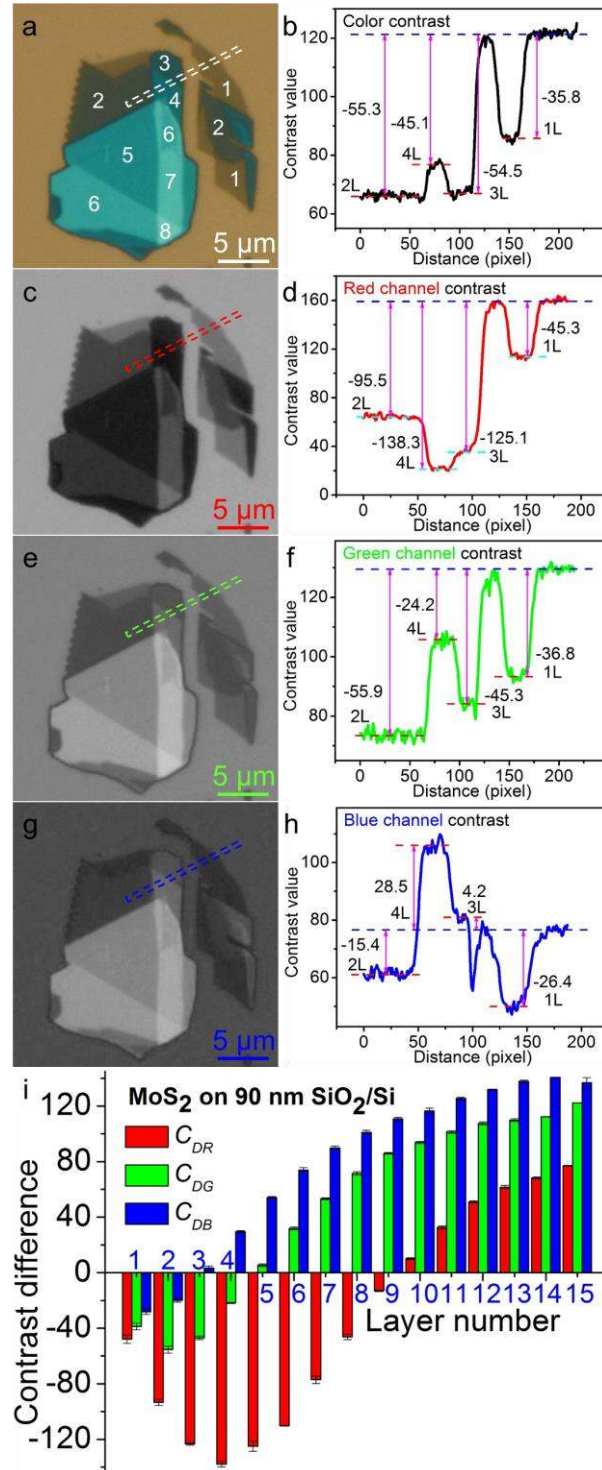 a
3
2
1
4
6
2
5
7
6
1
8
5 μm
b
Color contrast
120
100
80
60
Contrast value
-55.3
-45.1
4L
-54.5
3L
-35.8
1L
2L
0 50 100 150 200
Distance (pixel)
c
5 μm
d
Red channel contrast
160
120
80
40
0
Contrast value
-95.5
2L
-138.3
4L
-125.1
3L
-45.3
1L
0 50 100 150 200
Distance (pixel)
e
5 μm
f
Green channel contrast
120
100
80
Contrast value
-24.2
4L
-55.9
2L
-45.3
3L
-36.8
1L
0 50 100 150 200
Distance (pixel)
g
5 μm
h
Blue channel contrast
100
80
60
Contrast value
28.5
4L
4.2
3L
-15.4
2L
-26.4
1L
0 50 100 150 200
Distance (pixel)
i
MoS₂ on 90 nm SiO₂/Si
C_DR
C_DG
C_DB
120
80
40
0
-40
-80
-120
Contrast difference
1 2 3 4 5 6 7 8 9 10 11 12 13 14 15
Layer number